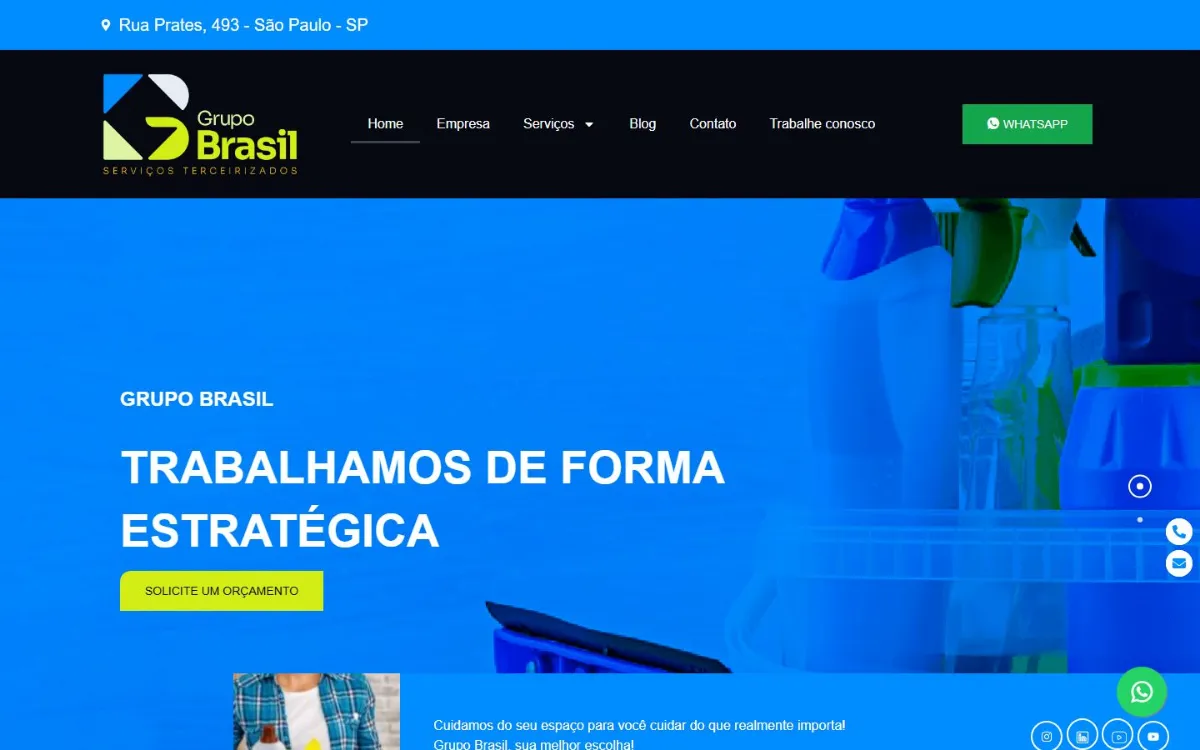 Rua Prates, 493 - São Paulo - SP
Grupo
Brasil
SERVIÇOS TERCEIRIZADOS
Home
Empresa
Serviços
Blog
Contato
Trabalhe conosco
WHATSAPP
GRUPO BRASIL
TRABALHAMOS DE FORMA
ESTRATÉGICA
SOLICITE UM ORÇAMENTO
Cuidamos do seu espaço para você cuidar do que realmente importa!
Grupo Brasil, sua melhor escolha!